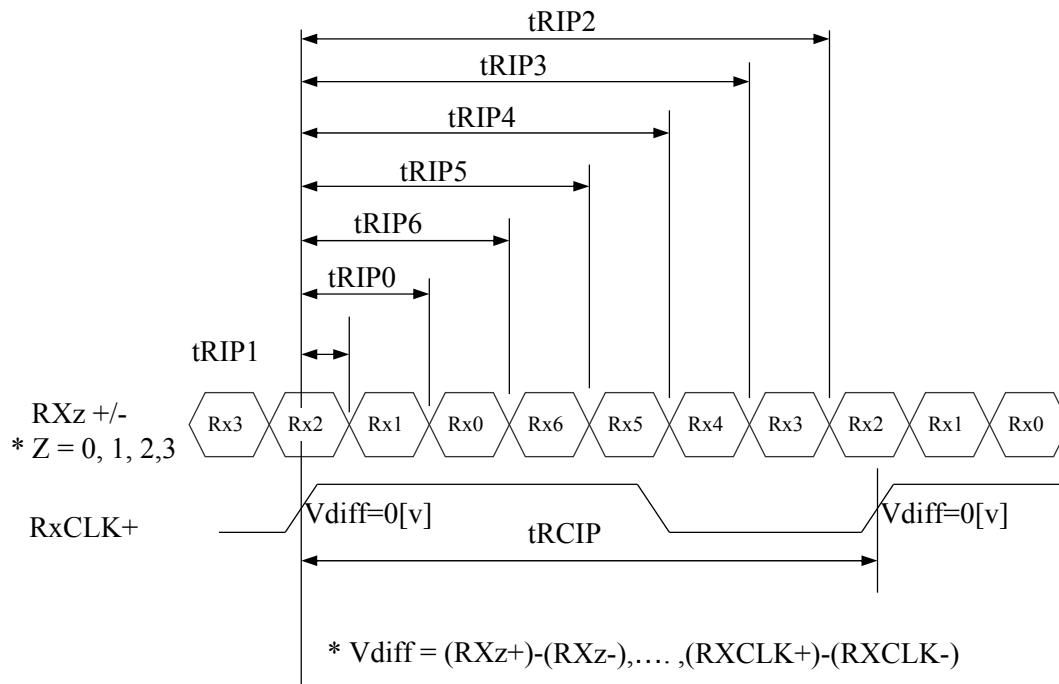 tRIP2
tRIP3
tRIP4
tRIP5
tRIP6
tRIP0
tRIP1
RXz +/-
* Z = 0, 1, 2,3
Rx3 Rx2 Rx1 Rx0 Rx6 Rx5 Rx4 Rx3 Rx2 Rx1 Rx0
RxCLK+
Vdiff=0[v] Vdiff=0[v]
tRCIP
* Vdiff = (RXz+)-(RXz-),…. ,(RXCLK+)-(RXCLK-)